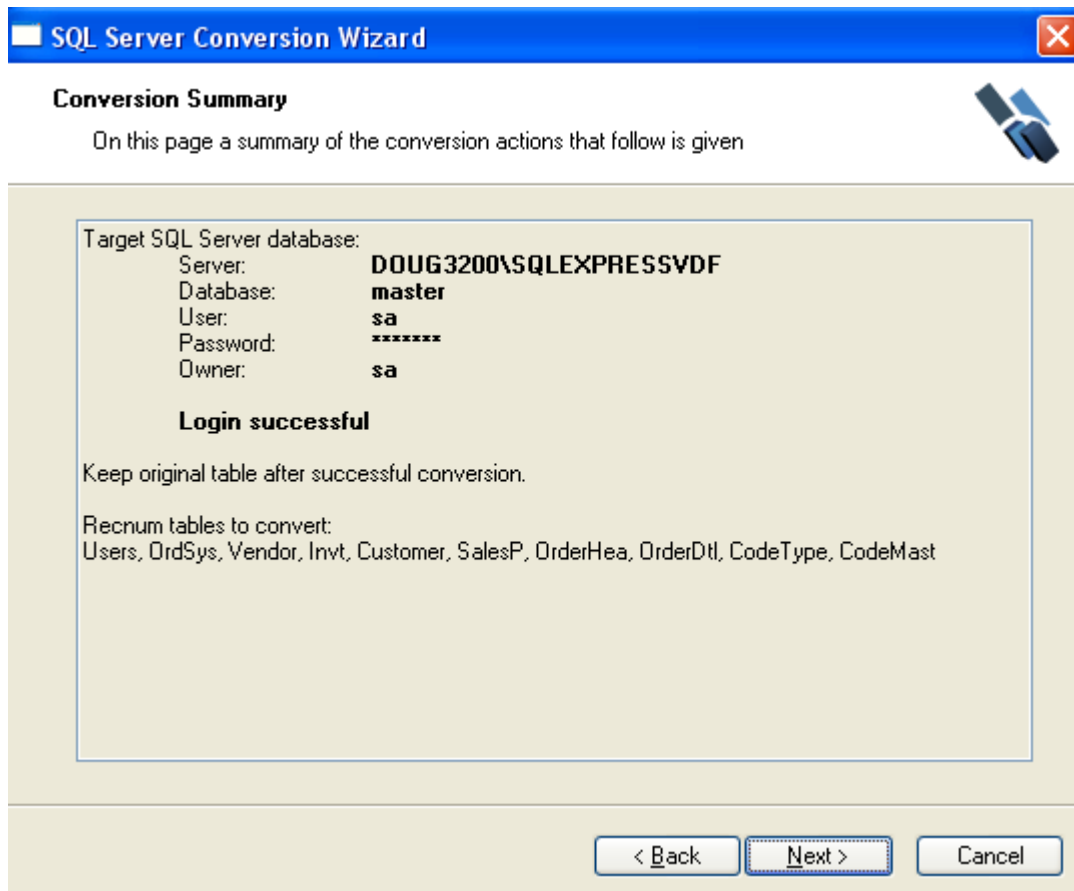 SQL Server Conversion Wizard
Conversion Summary
On this page a summary of the conversion actions that follow is given
Target SQL Server database:
Server: DOUG3200\SQLEXPRESSVDF
Database: master
User: sa
Password: *******
Owner: sa
Login successful
Keep original table after successful conversion.
Recnum tables to convert:
Users, OrdSys, Vendor, Invt, Customer, SalesP, OrderHea, OrderDtl, CodeType, CodeMast
< Back Next > Cancel